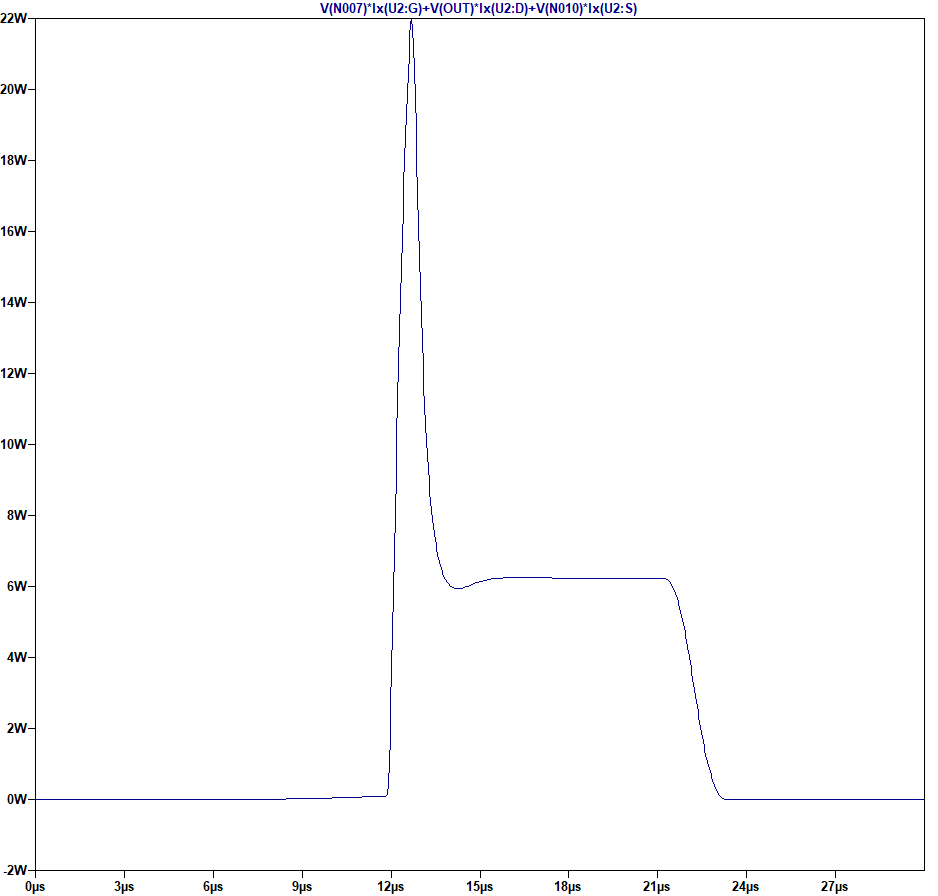 V(N007)*Ix(U2:G)+V(OUT)*Ix(U2:D)+V(N010)*Ix(U2:S)
22W
20W
18W
16W
14W
12W
10W
8W
6W
4W
2W
0W
-2W
0µs 3µs 6µs 9µs 12µs 15µs 18µs 21µs 24µs 27µs